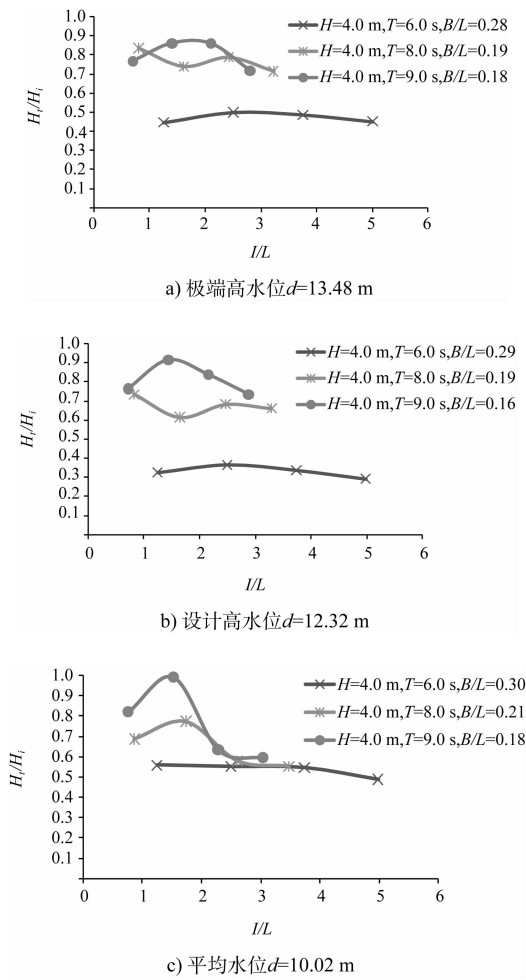 1.0
0.9
0.8
0.7
0.6
0.5
0.4
0.3
0.2
0.1
0 1 2 3 4 5 6
Ht/Hi
I/L
H=4.0 m,T=6.0 s,B/L=0.28
H=4.0 m,T=8.0 s,B/L=0.19
H=4.0 m,T=9.0 s,B/L=0.18
a) 极端高水位d=13.48 m
1.0
0.9
0.8
0.7
0.6
0.5
0.4
0.3
0.2
0.1
0 1 2 3 4 5 6
Ht/Hi
I/L
H=4.0 m,T=6.0 s,B/L=0.29
H=4.0 m,T=8.0 s,B/L=0.19
H=4.0 m,T=9.0 s,B/L=0.16
b) 设计高水位d=12.32 m
1.0
0.9
0.8
0.7
0.6
0.5
0.4
0.3
0.2
0.1
0 1 2 3 4 5 6
Ht/Hi
I/L
H=4.0 m,T=6.0 s,B/L=0.30
H=4.0 m,T=8.0 s,B/L=0.21
H=4.0 m,T=9.0 s,B/L=0.18
c) 平均水位d=10.02 m